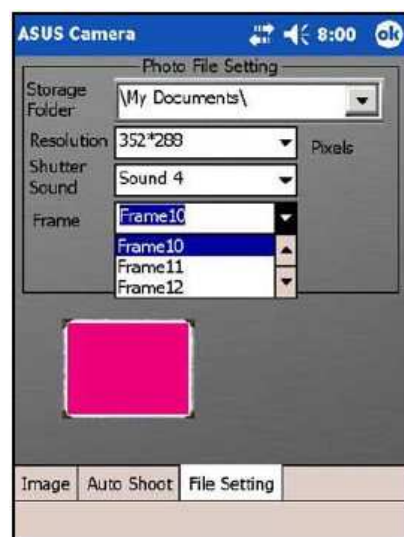 ASUS Camera 8:00 ok
Photo File Setting
Storage Folder \My Documents\
Resolution 352*288 Pixels
Shutter Sound Sound 4
Frame Frame10
Frame10
Frame11
Frame12
Image Auto Shoot File Setting